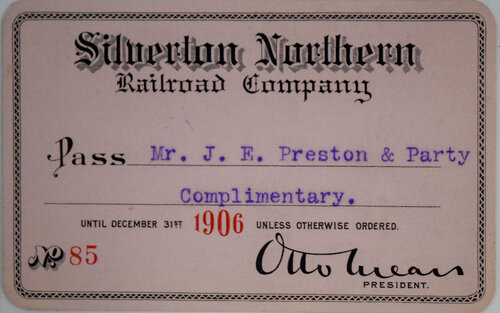 Silverton Northern
Railroad Company
Pass Mr. J. E. Preston & Party
Complimentary.
UNTIL DECEMBER 31ST 1906 UNLESS OTHERWISE ORDERED.
No 85
Otto Mears
PRESIDENT.